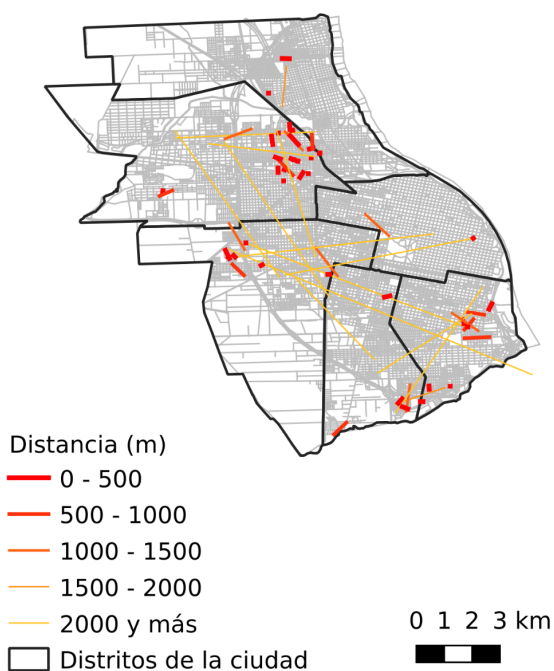 Distancia (m)
0 - 500
500 - 1000
1000 - 1500
1500 - 2000
2000 y más
Distritos de la ciudad
0 1 2 3 km